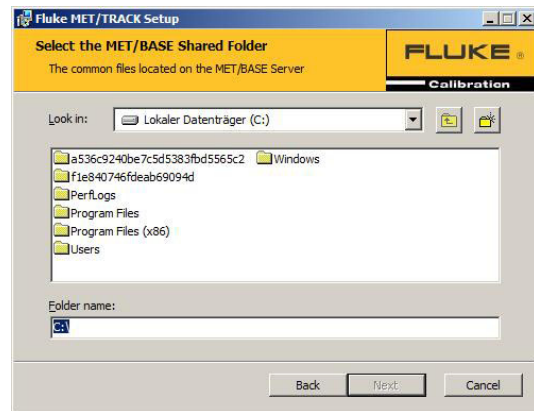 Fluke MET/TRACK Setup
Select the MET/BASE Shared Folder
The common files located on the MET/BASE Server
FLUKE ®
Calibration
Look in:
Lokaler Datenträger (C:)
a536c9240be7c5d5383fbd5565c2
Windows
f1e840746fdeab69094d
PerfLogs
Program Files
Program Files (x86)
Users
Folder name:
C:\
Back
Next
Cancel